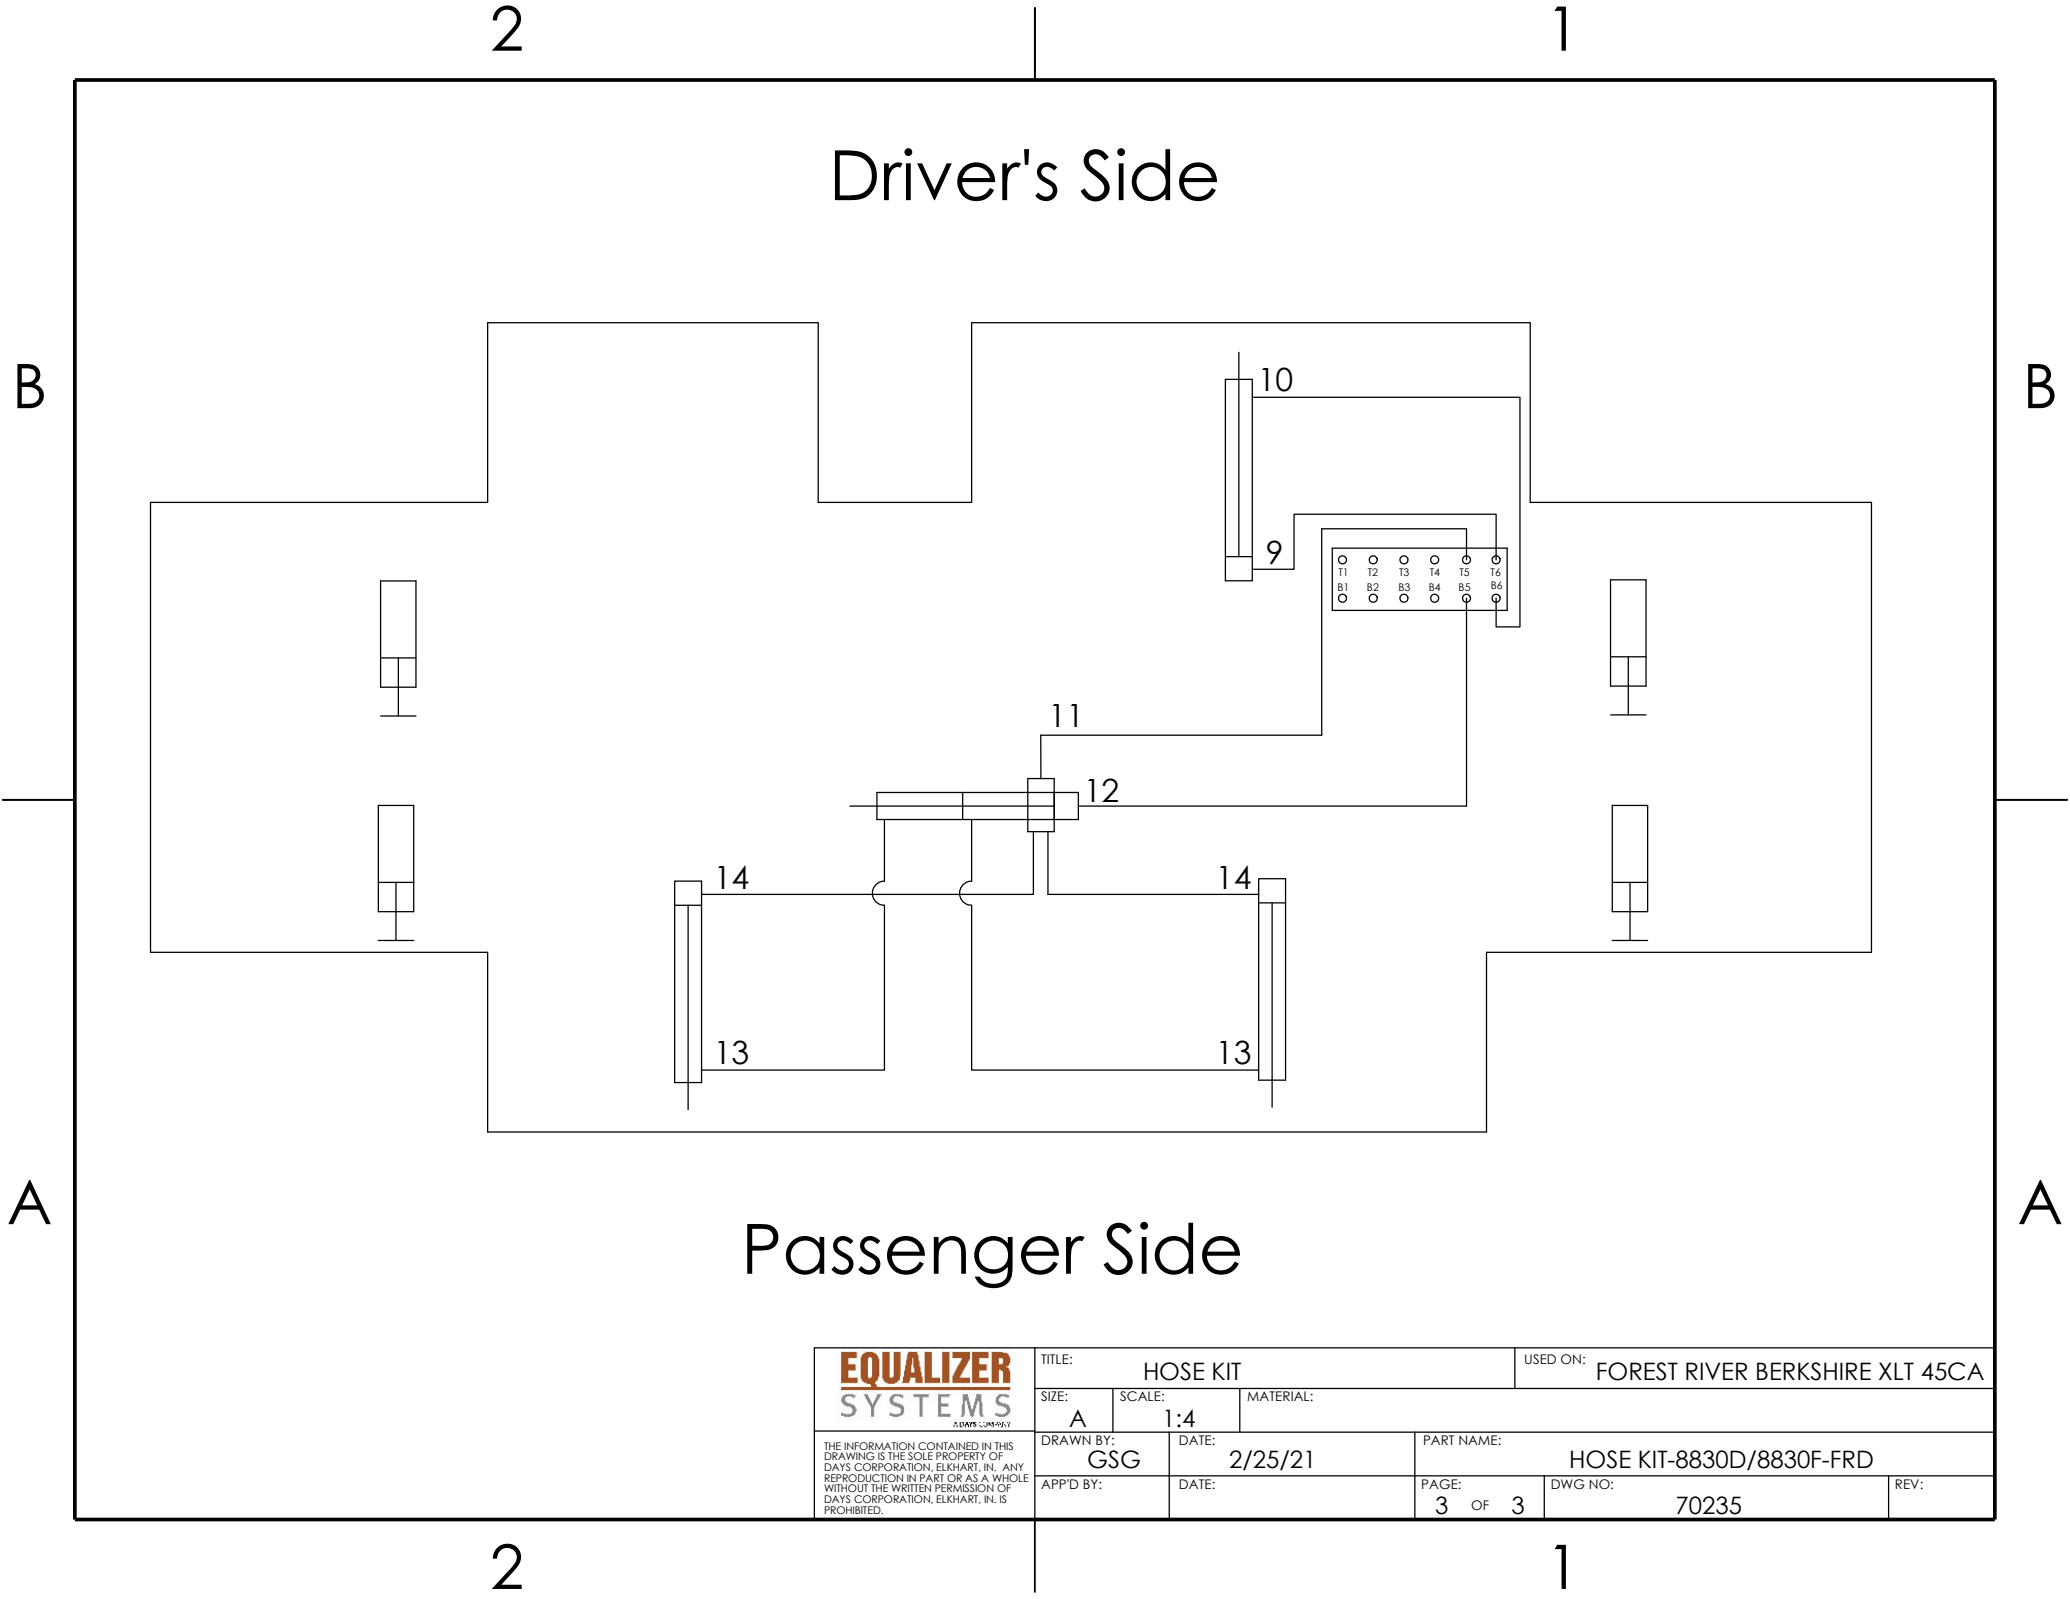 2 1
Driver's Side
B B
10
9
T1 T2 T3 T4 T5 T6
B1 B2 B3 B4 B5 B6
11
12
14 14
13 13
A A
Passenger Side
EQUALIZER
SYSTEMS
A DAYS COMPANY
THE INFORMATION CONTAINED IN THIS
DRAWING IS THE SOLE PROPERTY OF
DAYS CORPORATION, ELKHART, IN. ANY
REPRODUCTION IN PART OR AS A WHOLE
WITHOUT THE WRITTEN PERMISSION OF
DAYS CORPORATION, ELKHART, IN. IS
PROHIBITED.
TITLE: HOSE KIT
USED ON: FOREST RIVER BERKSHIRE XLT 45CA
SIZE: A
SCALE: 1:4
MATERIAL:
DRAWN BY: GSG
DATE: 2/25/21
PART NAME: HOSE KIT-8830D/8830F-FRD
APP'D BY:
DATE:
PAGE: 3 OF 3
DWG NO: 70235
REV:
2 1